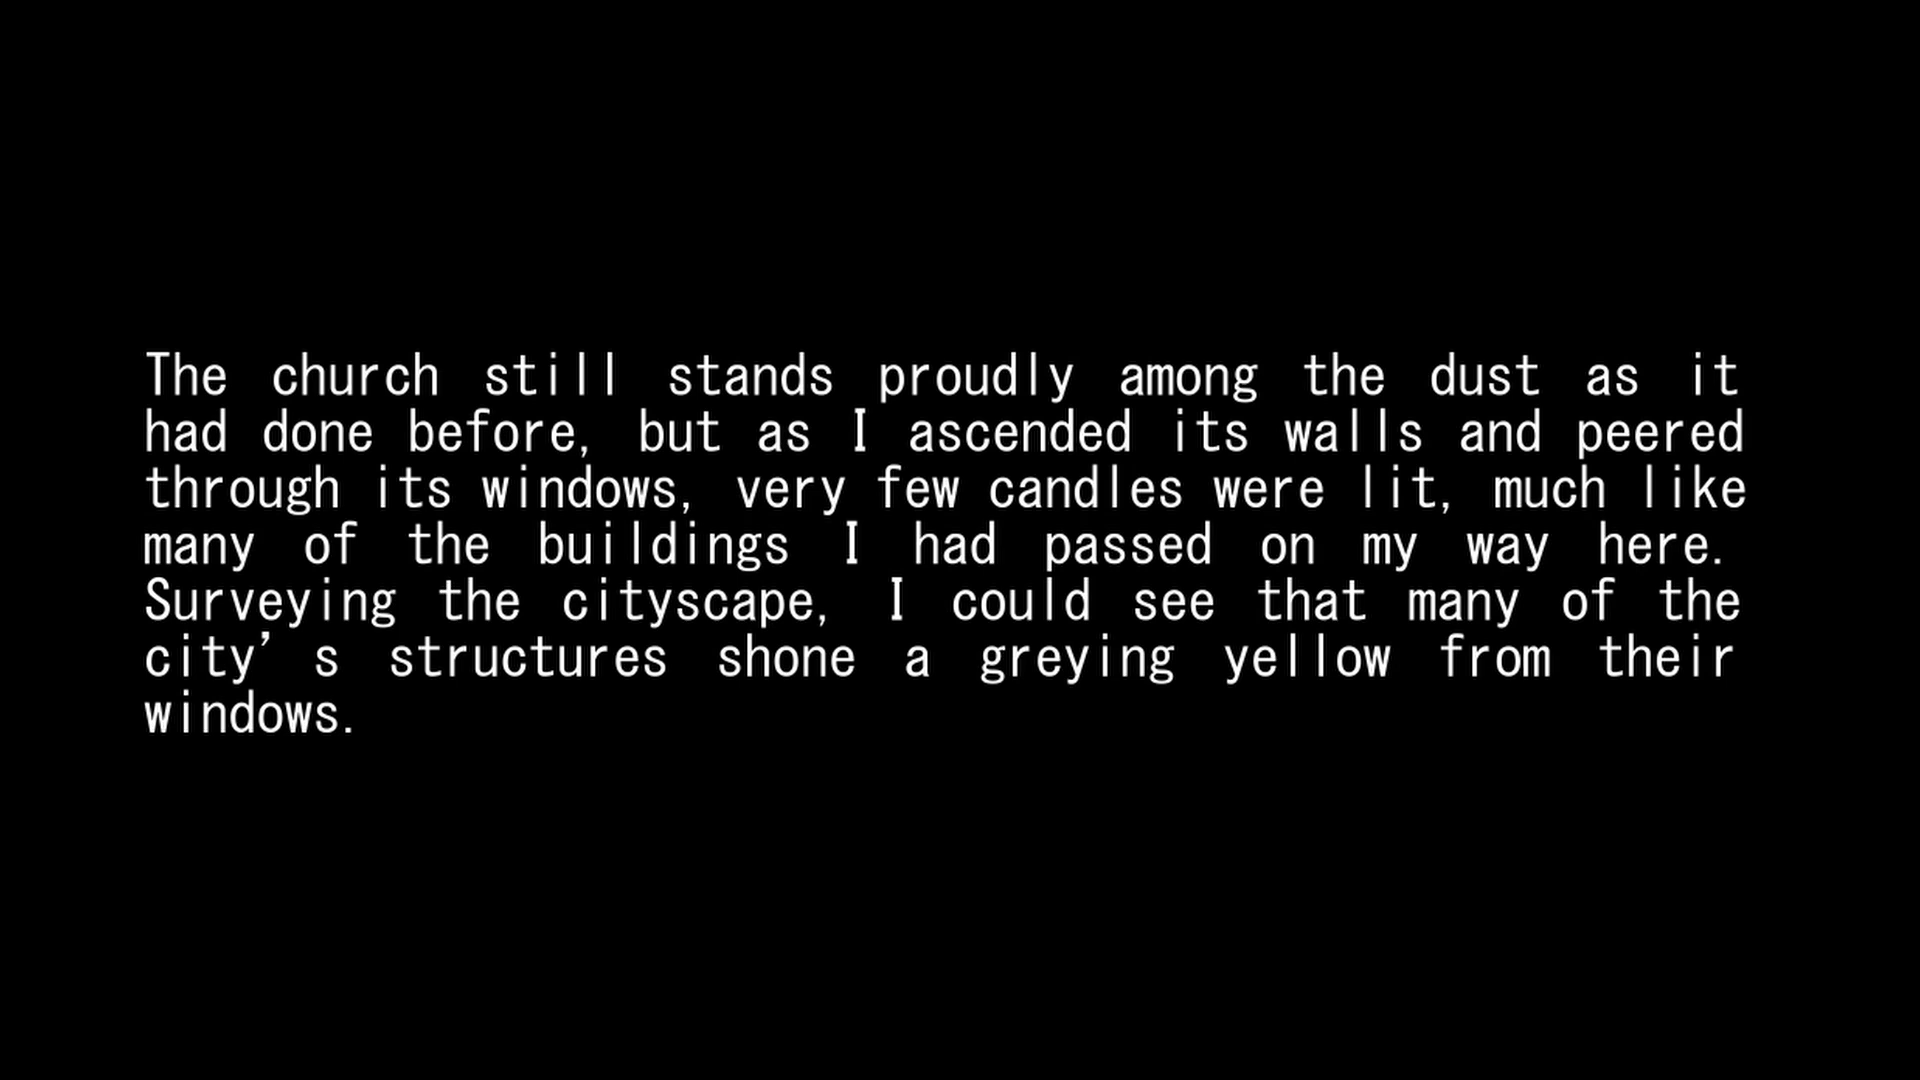 The church still stands proudly among the dust as it
had done before, but as I ascended its walls and peered
through its windows, very few candles were lit, much like
many of the buildings I had passed on my way here.
Surveying the cityscape, I could see that many of the
city’s structures shone a greying yellow from their
windows.